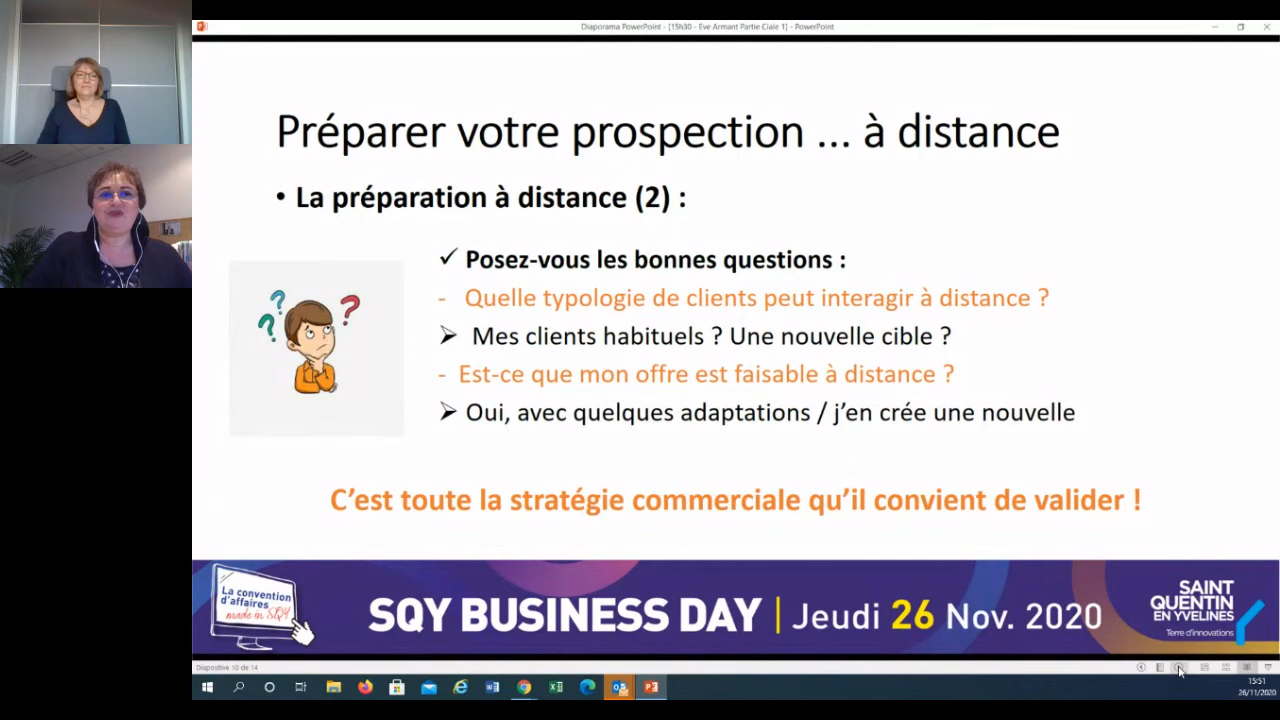 Diaporama PowerPoint - [15h30 - Eve Armant Partie Ciale 1] - PowerPoint
Préparer votre prospection ... à distance
• La préparation à distance (2) :
✓ Posez-vous les bonnes questions :
- Quelle typologie de clients peut interagir à distance ?
➢ Mes clients habituels ? Une nouvelle cible ?
- Est-ce que mon offre est faisable à distance ?
➢ Oui, avec quelques adaptations / j’en crée une nouvelle
C’est toute la stratégie commerciale qu’il convient de valider !
La convention
d'affaires
made in SQY
SQY BUSINESS DAY | Jeudi 26 Nov. 2020
SAINT
QUENTIN
EN YVELINES
Terre d'innovations
Diapositive 10 de 14
15:51
26/11/2020